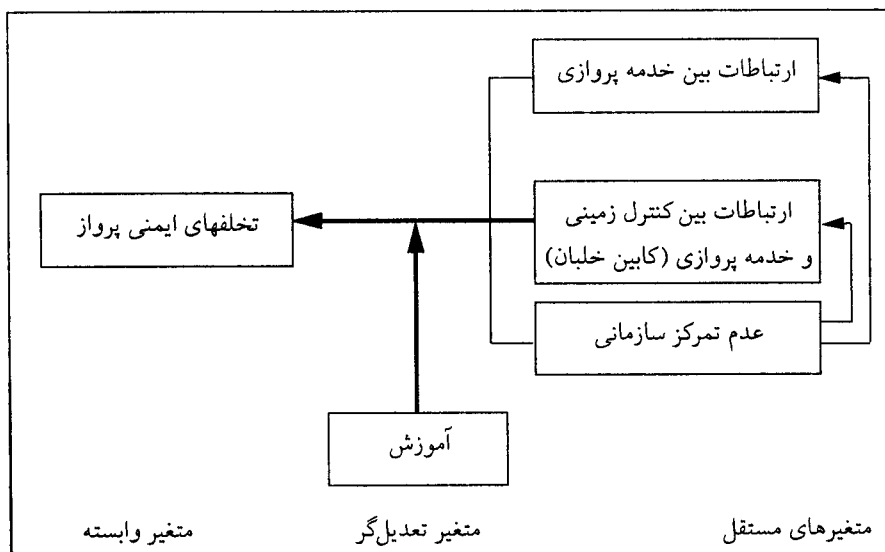 ارتباطات بین خدمه پروازی
ارتباطات بین کنترل زمینی
و خدمه پروازی (کابین خلبان)
تخلفهای ایمنی پرواز
عدم تمرکز سازمانی
آموزش
متغیرهای مستقل
متغیر تعدیل‌گر
متغیر وابسته